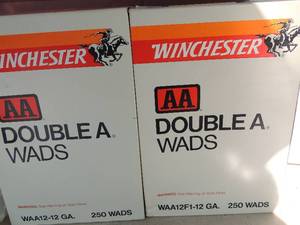 WINCHESTER
AA
DOUBLE A®
WADS
WAA12-12 GA. 250 WADS
WINCHESTER
AA
DOUBLE A®
WADS
WAA12F1-12 GA. 250 WADS